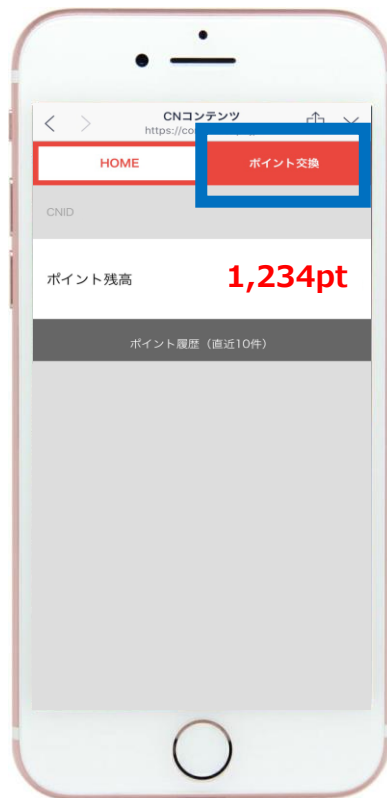 CNコンテンツ
https://co
HOME
ポイント交換
CNID
ポイント残高
1,234pt
ポイント履歴（直近10件）